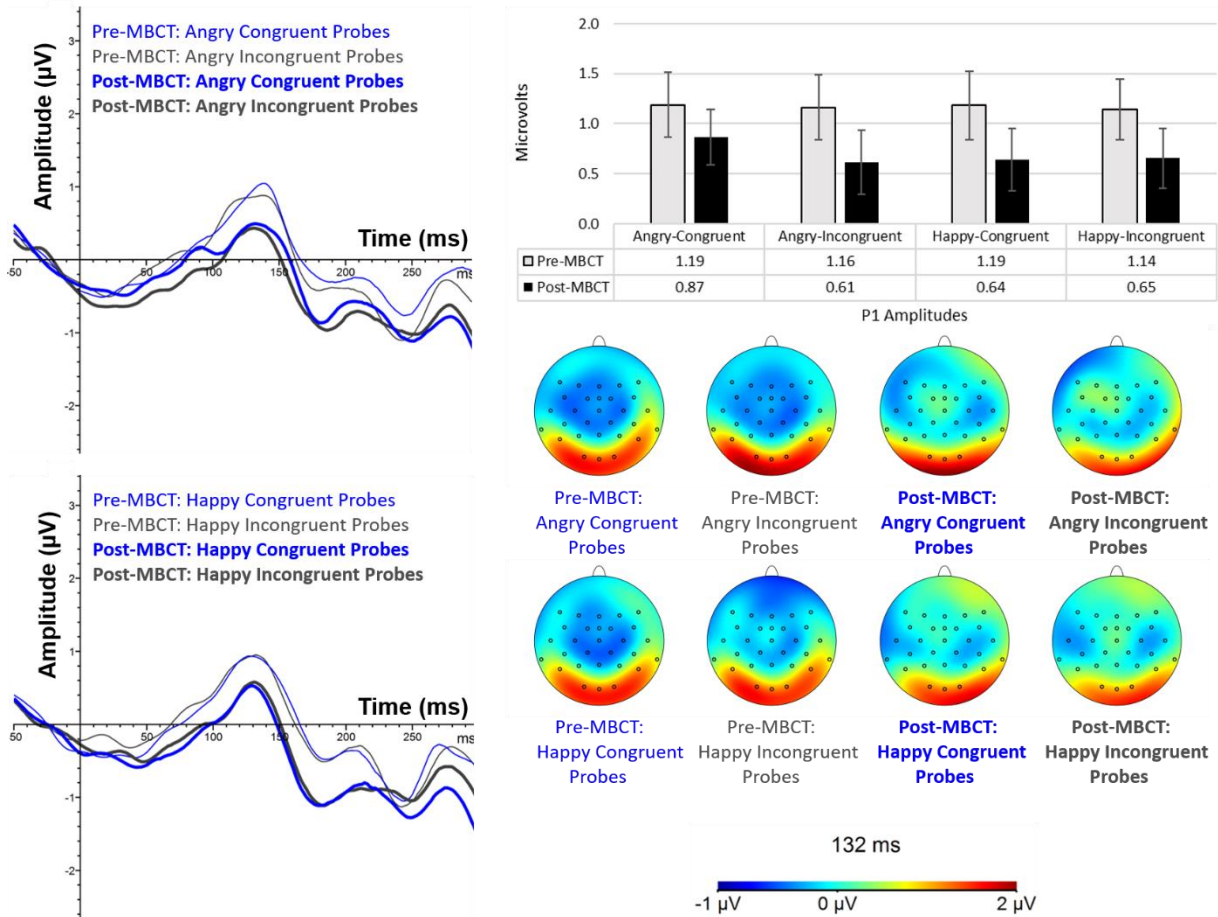 Pre-MBCT: Angry Congruent Probes
Pre-MBCT: Angry Incongruent Probes
Post-MBCT: Angry Congruent Probes
Post-MBCT: Angry Incongruent Probes
Amplitude (µV)
3
2
1
-1
-2
Time (ms)
-50 0 50 100 150 200 250 ms
Pre-MBCT: Happy Congruent Probes
Pre-MBCT: Happy Incongruent Probes
Post-MBCT: Happy Congruent Probes
Post-MBCT: Happy Incongruent Probes
Amplitude (µV)
3
2
1
-1
-2
Time (ms)
-50 0 50 100 150 200 250 ms
Microvolts
2.0
1.5
1.0
0.5
0.0
Angry-Congruent Angry-Incongruent Happy-Congruent Happy-Incongruent
Pre-MBCT 1.19 1.16 1.19 1.14
Post-MBCT 0.87 0.61 0.64 0.65
P1 Amplitudes
Pre-MBCT: Pre-MBCT: Post-MBCT: Post-MBCT:
Angry Congruent Angry Incongruent Angry Congruent Angry Incongruent
Probes Probes Probes Probes
Pre-MBCT: Pre-MBCT: Post-MBCT: Post-MBCT:
Happy Congruent Happy Incongruent Happy Congruent Happy Incongruent
Probes Probes Probes Probes
132 ms
-1 µV 0 µV 2 µV